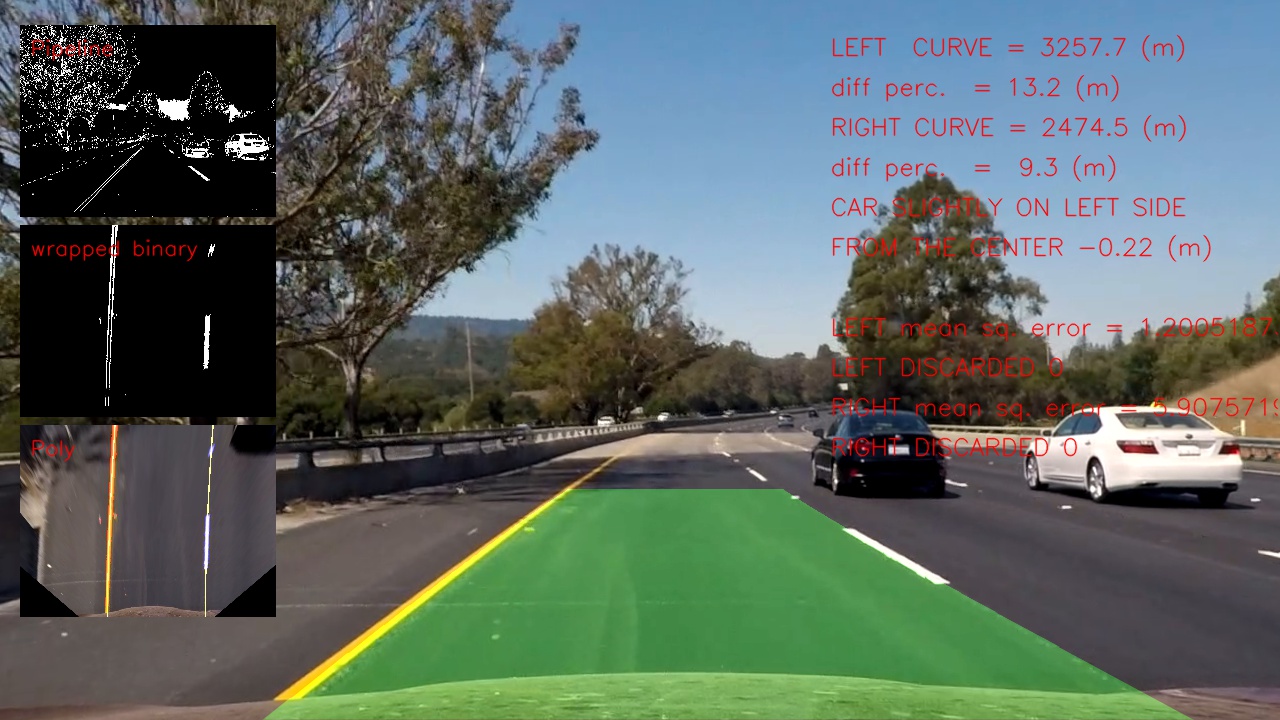 Pipeline
wrapped binary
Poly
LEFT CURVE = 3257.7 (m)
diff perc. = 13.2 (m)
RIGHT CURVE = 2474.5 (m)
diff perc. = 9.3 (m)
CAR SLIGHTLY ON LEFT SIDE
FROM THE CENTER -0.22 (m)
LEFT mean sq. error = 1.2005187
LEFT DISCARDED 0
RIGHT mean sq. error = 5.907571
RIGHT DISCARDED 0